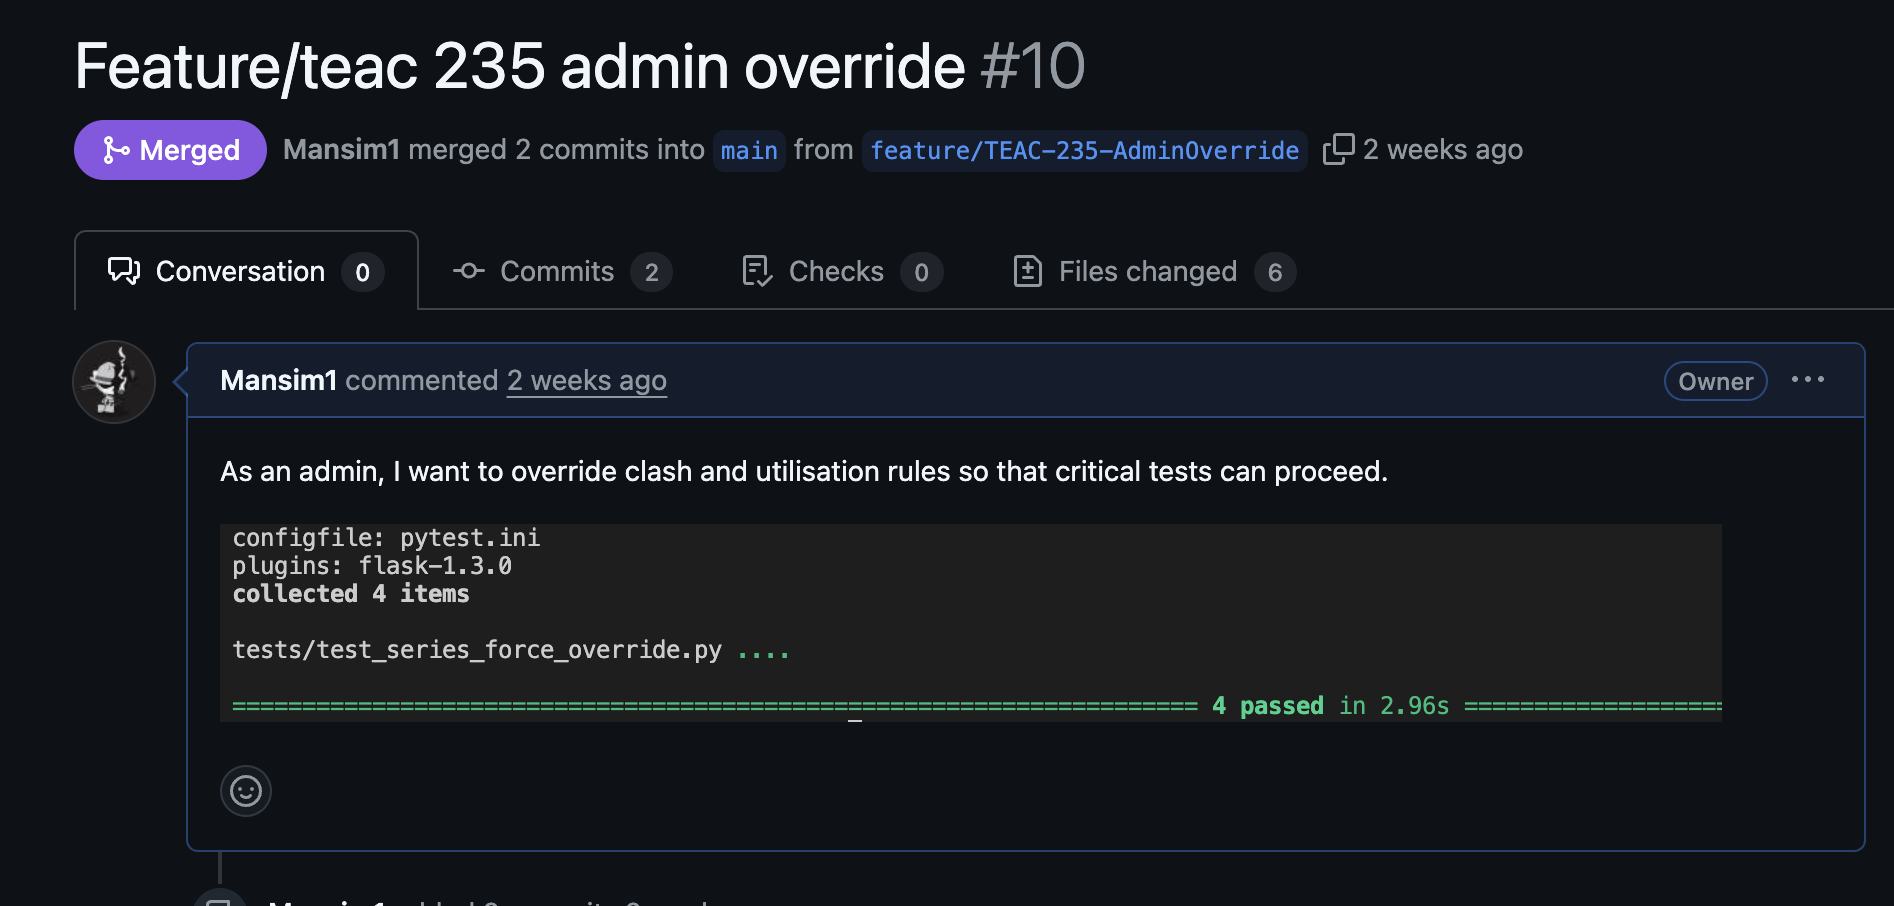 Feature/teac 235 admin override #10
Merged Mansim1 merged 2 commits into main from feature/TEAC-235-AdminOverride 2 weeks ago
Conversation 0 Commits 2 Checks 0 Files changed 6
Mansim1 commented 2 weeks ago Owner
As an admin, I want to override clash and utilisation rules so that critical tests can proceed.
configfile: pytest.ini
plugins: flask-1.3.0
collected 4 items
tests/test_series_force_override.py ....
===================================================================== 4 passed in 2.96s ===================